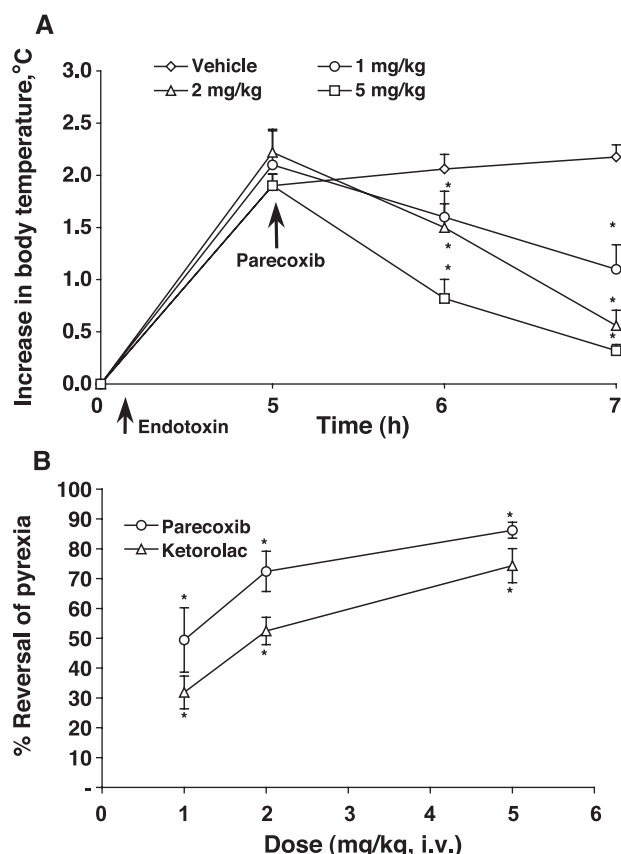 A
Increase in body temperature,°C
Vehicle
1 mg/kg
2 mg/kg
5 mg/kg
3.0
2.5
2.0
1.5
1.0
0.5
0.0
*
*
*
*
*
*
Parecoxib
0 5 6 7
Endotoxin
Time (h)
B
% Reversal of pyrexia
100
90
80
70
60
50
40
30
20
10
-
Parecoxib
Ketorolac
*
*
*
*
*
*
0 1 2 3 4 5 6
Dose (mg/kg, i.v.)